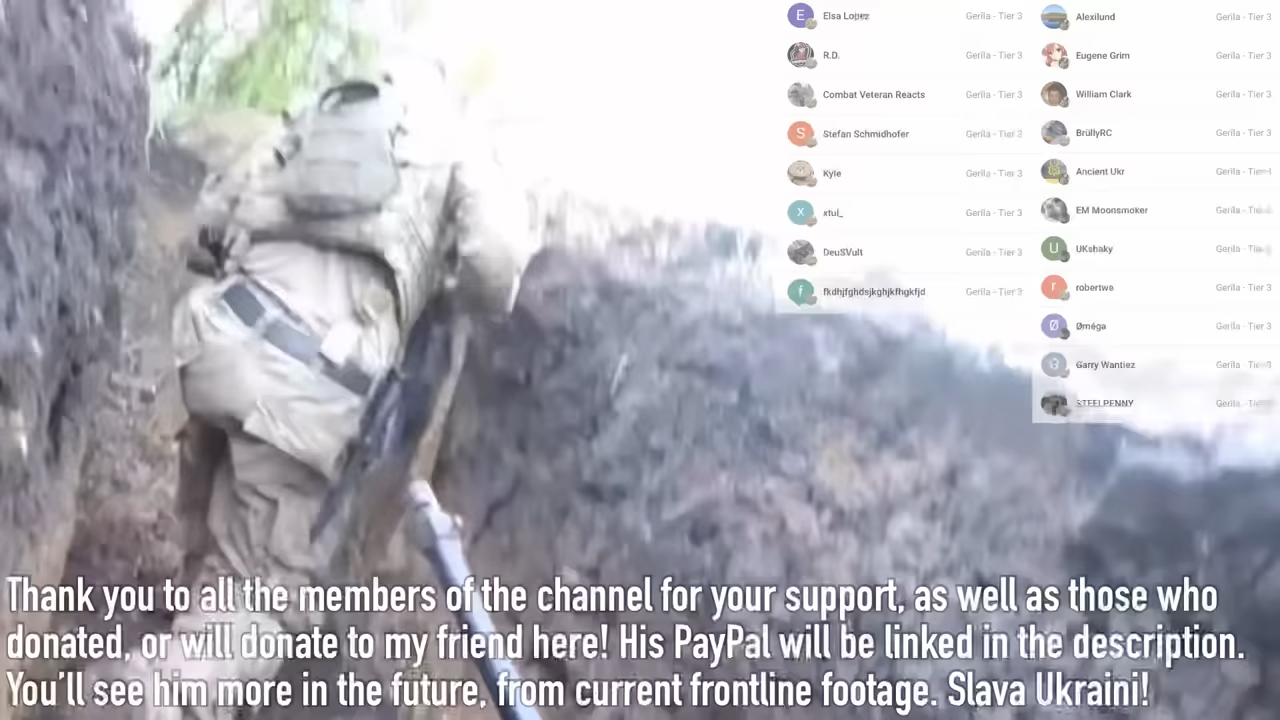 Elsa Lopez Gerila - Tier 3
R.D. Gerila - Tier 3
Combat Veteran Reacts Gerila - Tier 3
S Stefan Schmidhofer Gerila - Tier 3
Kyle Gerila - Tier 3
X xtul_ Gerila - Tier 3
DeuSVult Gerila - Tier 3
f fkdhjfghdsjkghjkfhgkfjd Gerila - Tier 3
Alexilund Gerila - Tier 3
Eugene Grim Gerila - Tier 3
William Clark Gerila - Tier 3
BrüllyRC Gerila - Tier 3
Ancient Ukr Gerila -
EM Moonsmoker Gerila -
U UKshaky Gerila -
r robertwe Gerila - Tier 3
Ø Øméga Gerila - Tier 3
Garry Wantiez Gerila -
STEELPENNY Gerila -
Thank you to all the members of the channel for your support, as well as those who
donated, or will donate to my friend here! His PayPal will be linked in the description.
You'll see him more in the future, from current frontline footage. Slava Ukraini!